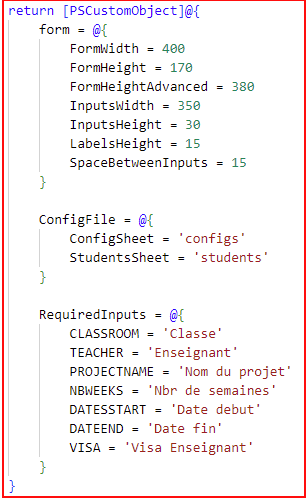 return [PSCustomObject]@{
form = @{
FormWidth = 400
FormHeight = 170
FormHeightAdvanced = 380
InputsWidth = 350
InputsHeight = 30
LabelsHeight = 15
SpaceBetweenInputs = 15
}
ConfigFile = @{
ConfigSheet = 'configs'
StudentsSheet = 'students'
}
RequiredInputs = @{
CLASSROOM = 'Classe'
TEACHER = 'Enseignant'
PROJECTNAME = 'Nom du projet'
NBWEEKS = 'Nbr de semaines'
DATESSTART = 'Date debut'
DATEEND = 'Date fin'
VISA = 'Visa Enseignant'
}
}